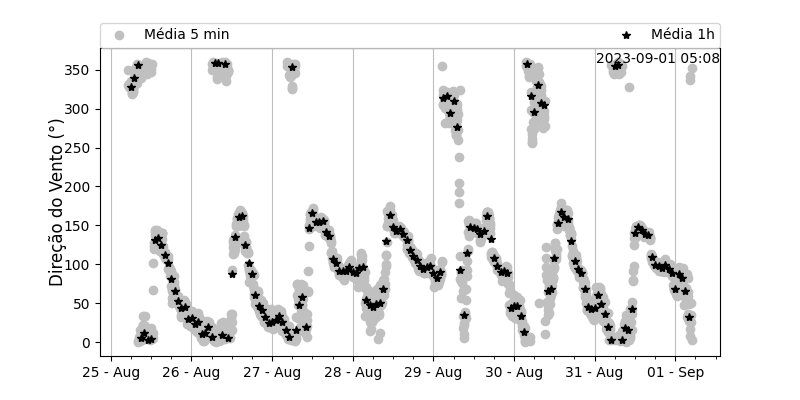 Média 5 min
Média 1h
2023-09-01 05:08
Direção do Vento (°)
350
300
250
200
150
100
50
0
25 - Aug
26 - Aug
27 - Aug
28 - Aug
29 - Aug
30 - Aug
31 - Aug
01 - Sep